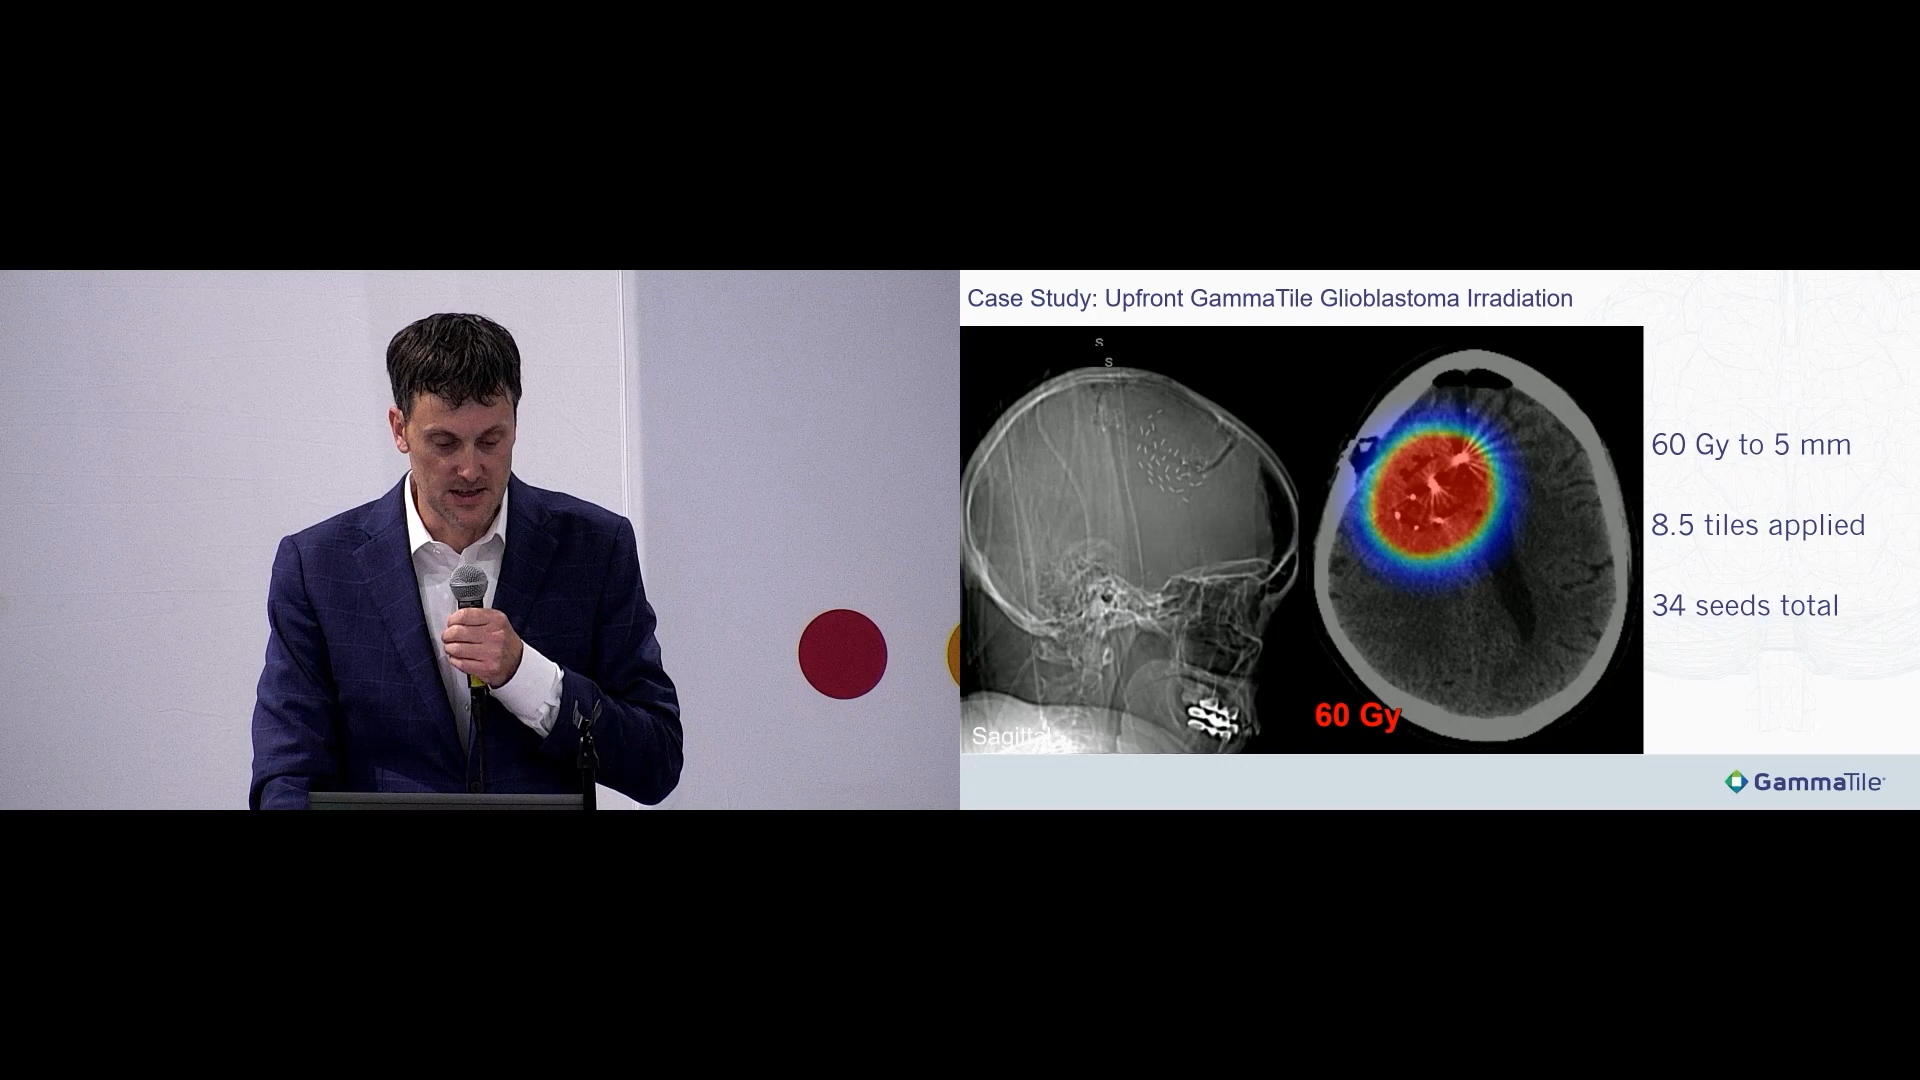 Case Study: Upfront GammaTile Glioblastoma Irradiation
S
S
60 Gy to 5 mm
8.5 tiles applied
34 seeds total
60 Gy
Sagittal
GammaTile